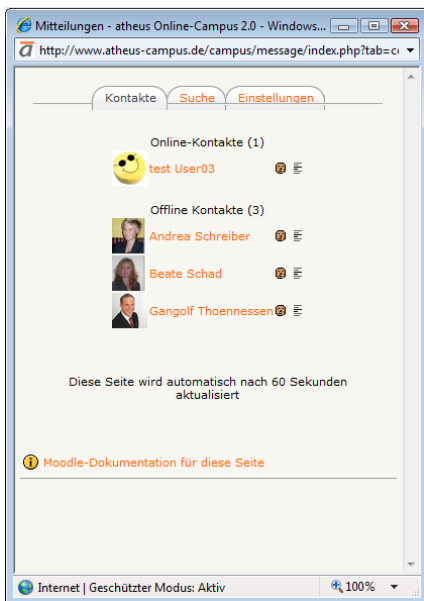 Mitteilungen - atheus Online-Campus 2.0 - Windows...
http://www.atheus-campus.de/campus/message/index.php?tab=c
Kontakte Suche Einstellungen
Online-Kontakte (1)
test User03
Offline Kontakte (3)
Andrea Schreiber
Beate Schad
Gangolf Thoennessen
Diese Seite wird automatisch nach 60 Sekunden
aktualisiert
Moodle-Dokumentation für diese Seite
Internet | Geschützter Modus: Aktiv 100%